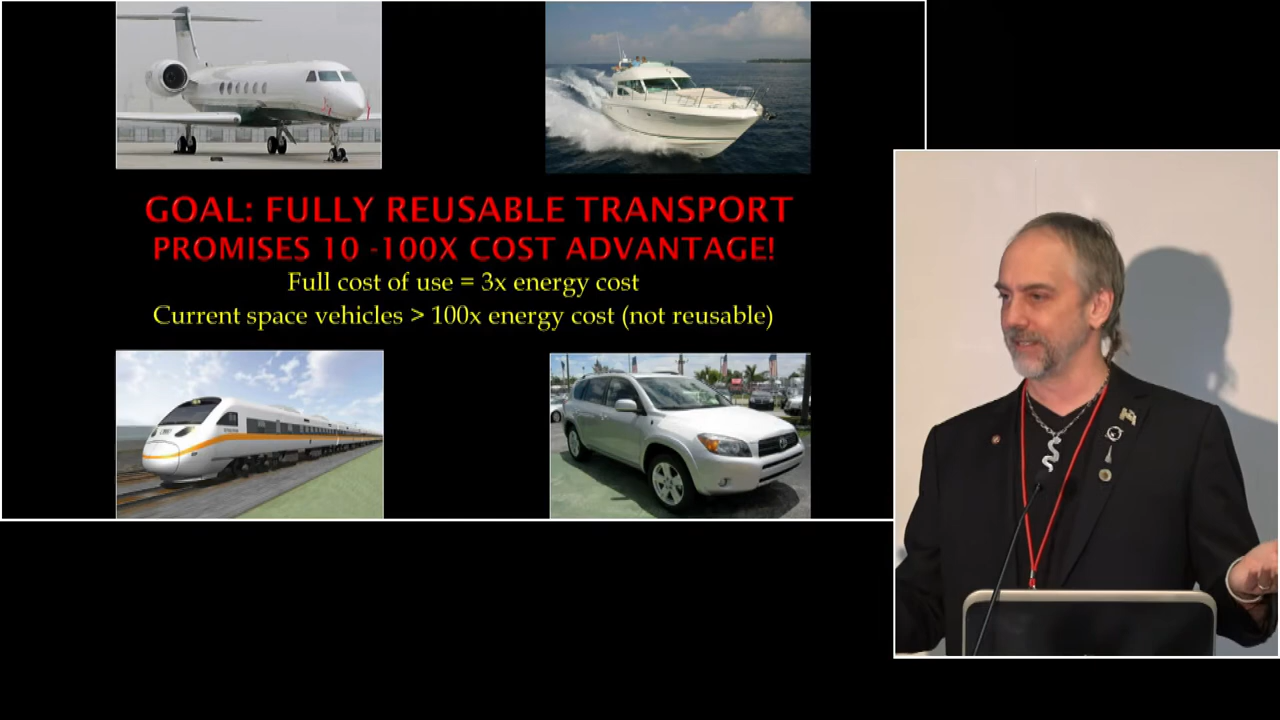 GOAL: FULLY REUSABLE TRANSPORT
PROMISES 10 -100X COST ADVANTAGE!
Full cost of use = 3x energy cost
Current space vehicles > 100x energy cost (not reusable)